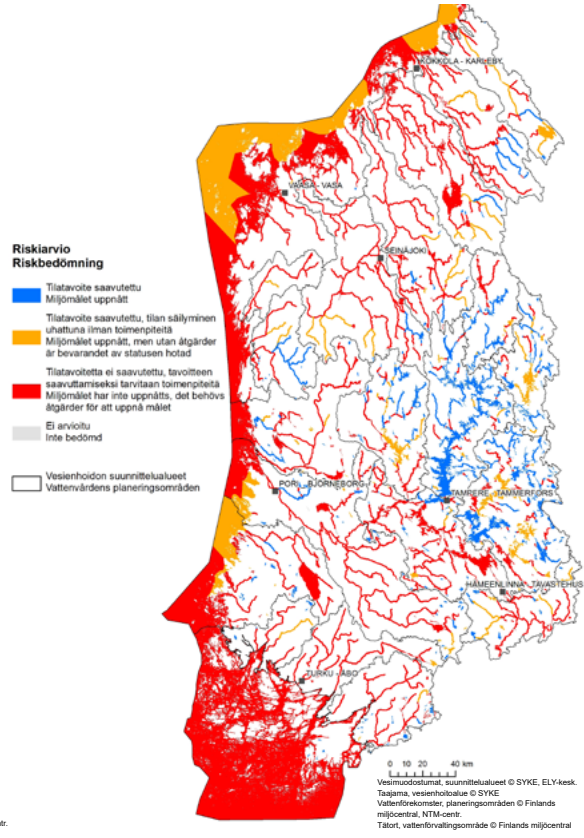 KOKKOLA - KARLEBY
VAASA - VASA
SEINÄJOKI
Riskiarvio
Riskbedömning
Tilatavoite saavutettu
Miljömålet uppnått
Tilatavoite saavutettu, tilan säilyminen
uhattuna ilman toimenpiteitä
Miljömålet uppnått, men utan åtgärder
är bevarandet av statusen hotad
Tilatavoitetta ei saavutettu, tavoitteen
saavuttamiseksi tarvitaan toimenpiteitä
Miljömålet har inte uppnåtts, det behövs
åtgärder för att uppnå målet
Ei arvioitu
Inte bedömd
Vesienhoidon suunnittelualueet
Vattenvårdens planeringsområden
PORI - BJÖRNEBORG
TAMPERE - TAMMERFORS
HÄMEENLINNA - TAVASTEHUS
TURKU - ÅBO
0 10 20 40 km
Vesimuodostumat, suunnittelualueet © SYKE, ELY-kesk.
Taajama, vesienhoitoalue © SYKE
Vattenförekomster, planeringsområden © Finlands
miljöcentral, NTM-centr.
Tätort, vattenförvaltningsområde © Finlands miljöcentral
ntr.